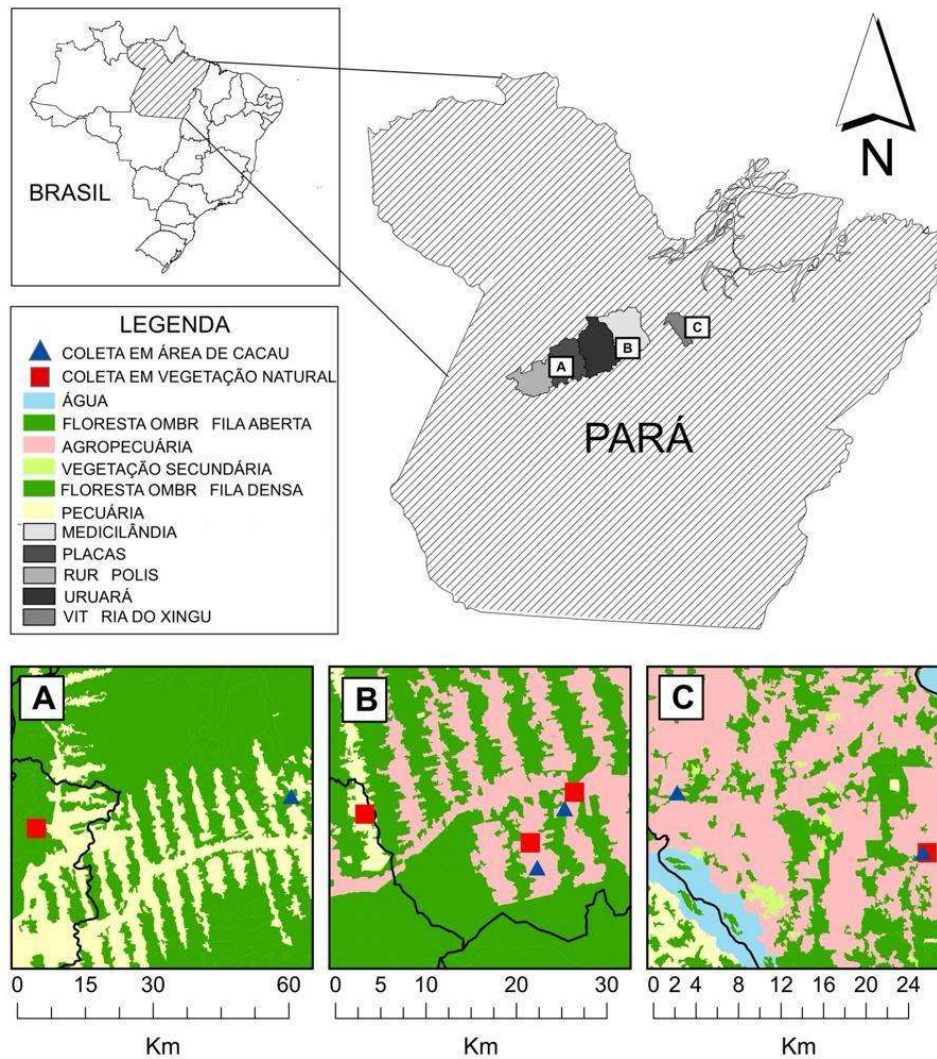 BRASIL
N
PARÁ
A
B
C
LEGENDA
COLETA EM ÁREA DE CACAU
COLETA EM VEGETAÇÃO NATURAL
ÁGUA
FLORESTA OMBR FILA ABERTA
AGROPECUÁRIA
VEGETAÇÃO SECUNDÁRIA
FLORESTA OMBR FILA DENSA
PECUÁRIA
MEDICILÂNDIA
PLACAS
RUR POLIS
URUARÁ
VIT RIA DO XINGU
A
B
C
0 15 30 60
Km
0 10 20 30
Km
0 2 4 8 12 16 20 24
Km